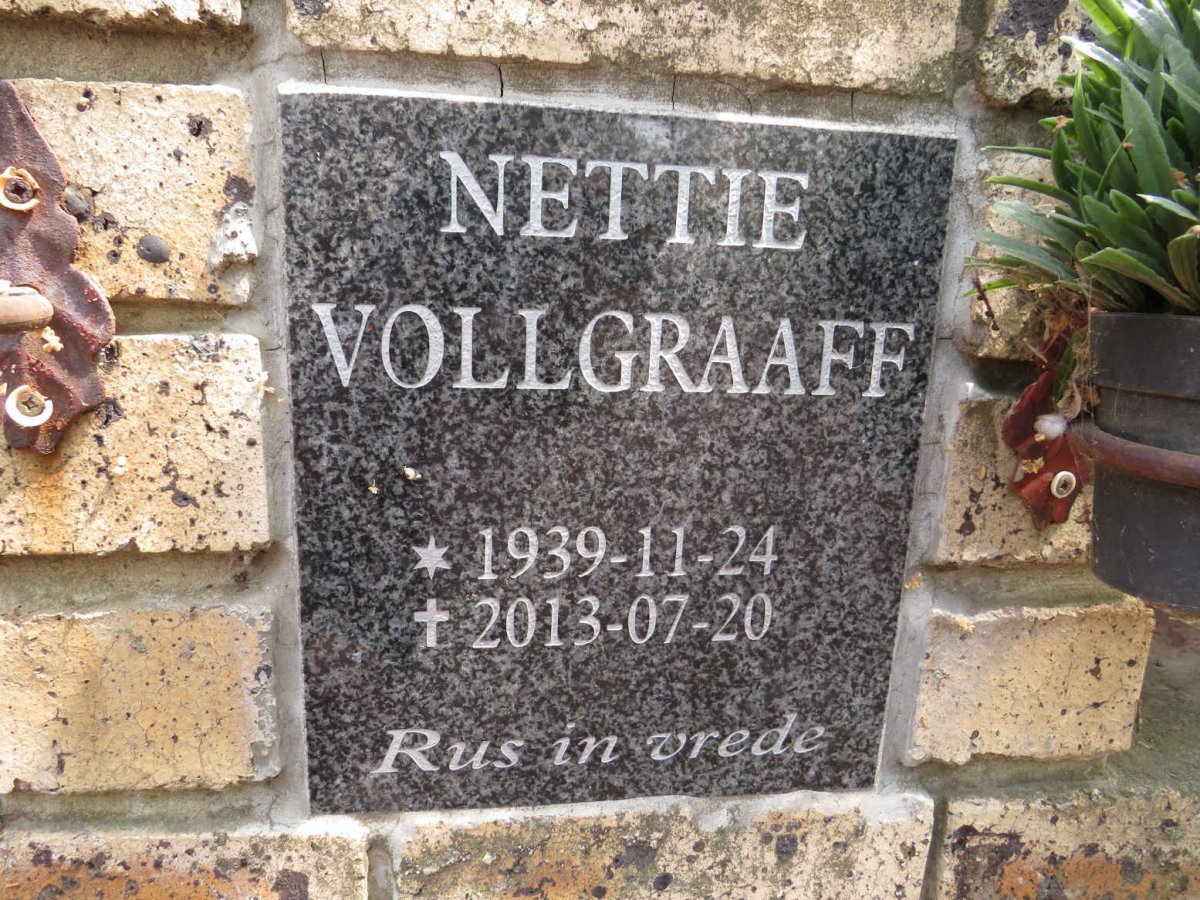 NETTIE
VOLLGRAAFF
* 1939-11-24
✝ 2013-07-20
Rus in vrede